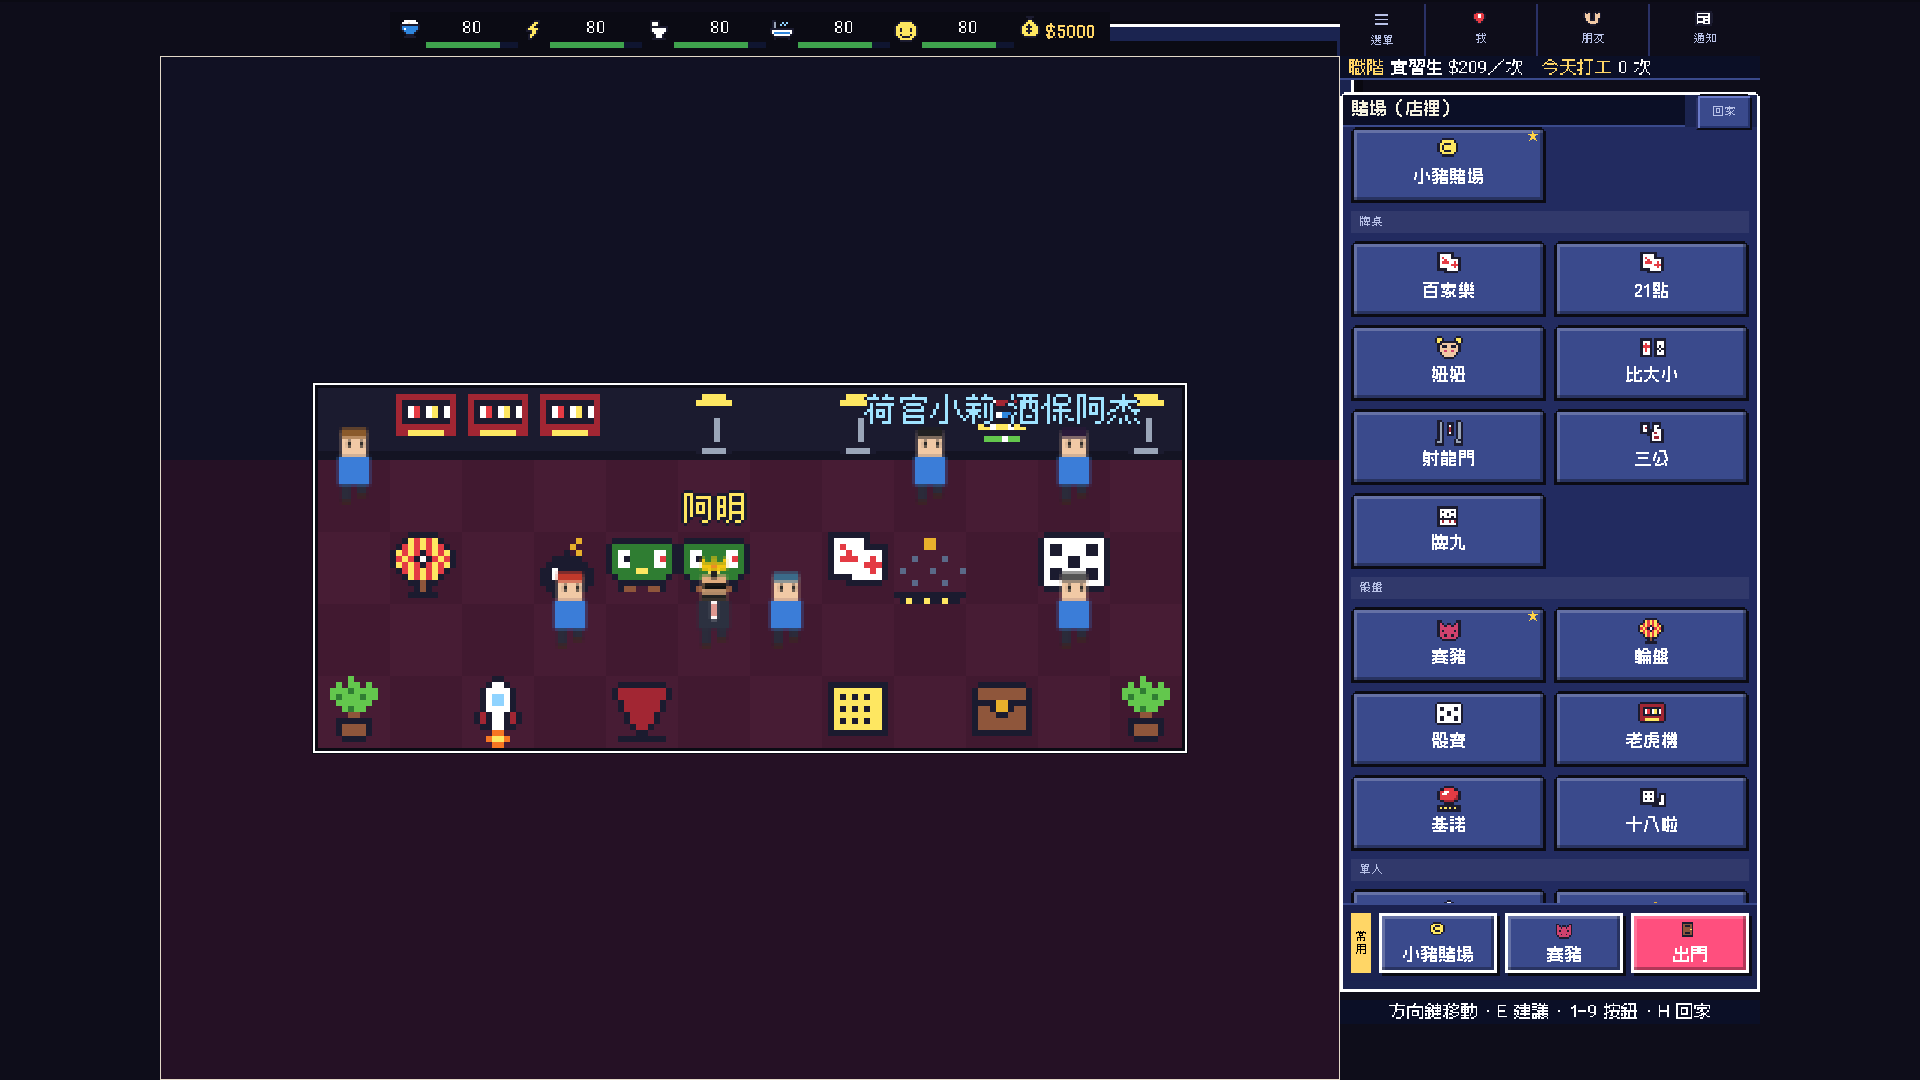 80 80 80 80 80 $5000
選單 我 朋友 通知
職階 實習生 $209／次 今天打工 0 次
賭場（店裡） 回家
小豬賭場
牌桌
百家樂 21點
妞妞 比大小
射龍門 三公
牌九
骰盤
賽豬 輪盤
骰寶 老虎機
基諾 十八啦
單人
常用 小豬賭場 賽豬 出門
方向鍵移動 · E 建議 · 1-9 按鈕 · H 回家
荷官小莉 酒保阿杰
阿明